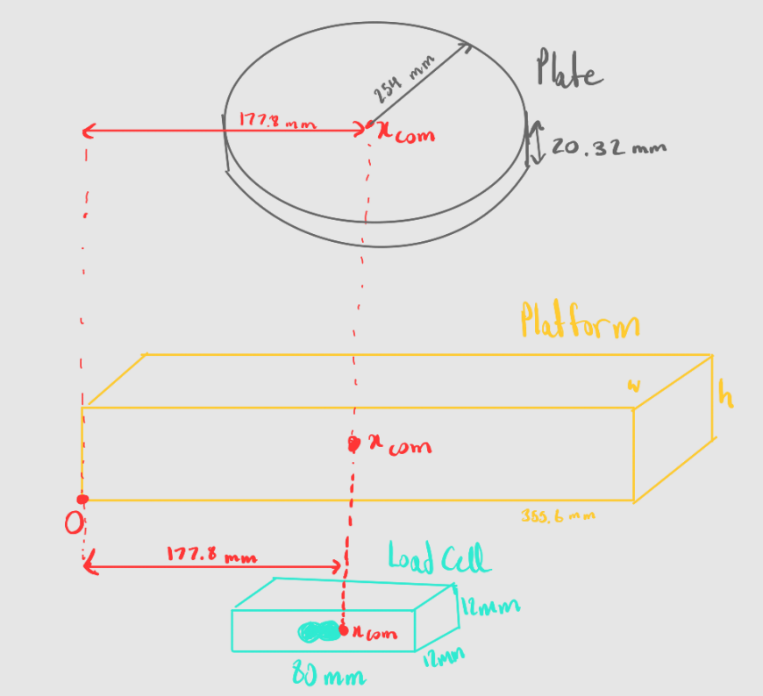 Plate
254 mm
177.8 mm
x com
20.32 mm
Platform
w
h
x com
O
355.6 mm
177.8 mm
Load Cell
12mm
x com
12mm
80 mm